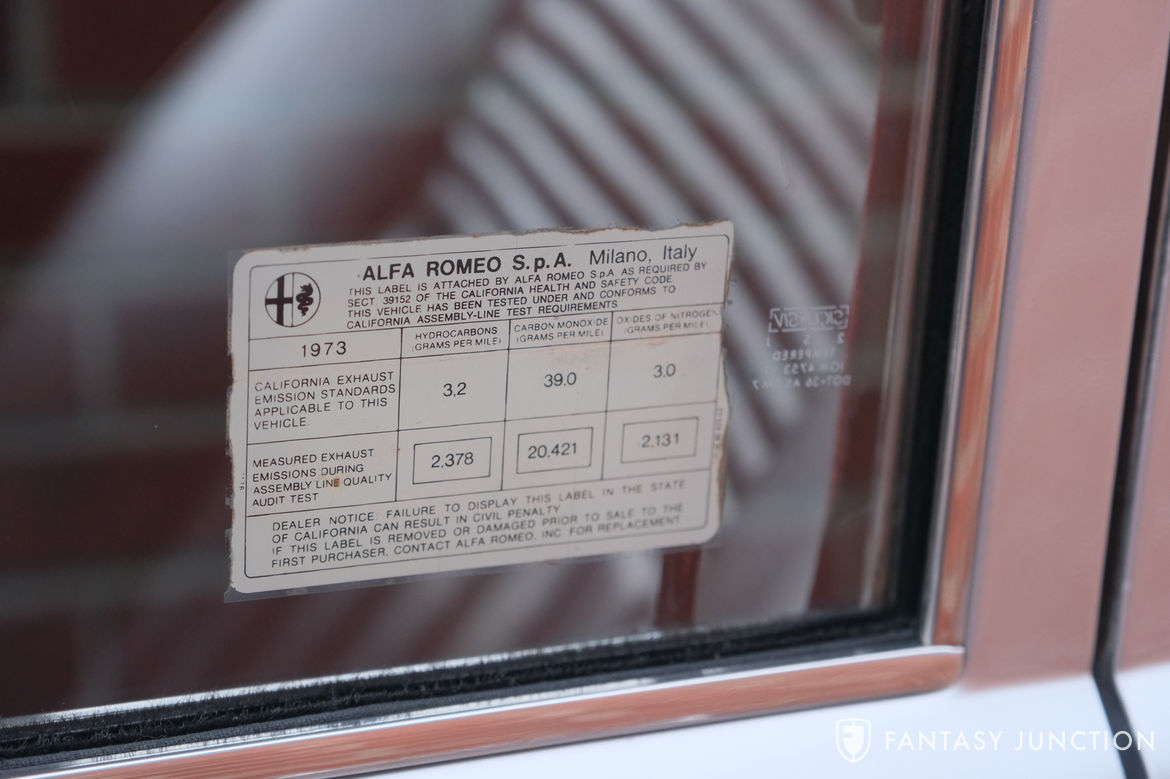 ALFA ROMEO S.p.A. Milano, Italy
THIS LABEL IS ATTACHED BY ALFA ROMEO S.p.A. AS REQUIRED BY
SECT 39152 OF THE CALIFORNIA HEALTH AND SAFETY CODE
THIS VEHICLE HAS BEEN TESTED UNDER AND CONFORMS TO
CALIFORNIA ASSEMBLY-LINE TEST REQUIREMENTS
1973
HYDROCARBONS
(GRAMS PER MILE)
CARBON MONOXIDE
(GRAMS PER MILE)
OXIDES OF NITROGEN
(GRAMS PER MILE)
CALIFORNIA EXHAUST
EMISSION STANDARDS
APPLICABLE TO THIS
VEHICLE
3,2
39.0
3,0
MEASURED EXHAUST
EMISSIONS DURING
ASSEMBLY LINE QUALITY
AUDIT TEST
2,378
20,421
2,131
DEALER NOTICE FAILURE TO DISPLAY THIS LABEL IN THE STATE
OF CALIFORNIA CAN RESULT IN CIVIL PENALTY
IF THIS LABEL IS REMOVED OR DAMAGED PRIOR TO SALE TO THE
FIRST PURCHASER, CONTACT ALFA ROMEO, INC. FOR REPLACEMENT
TEMPERED
FANTASY JUNCTION